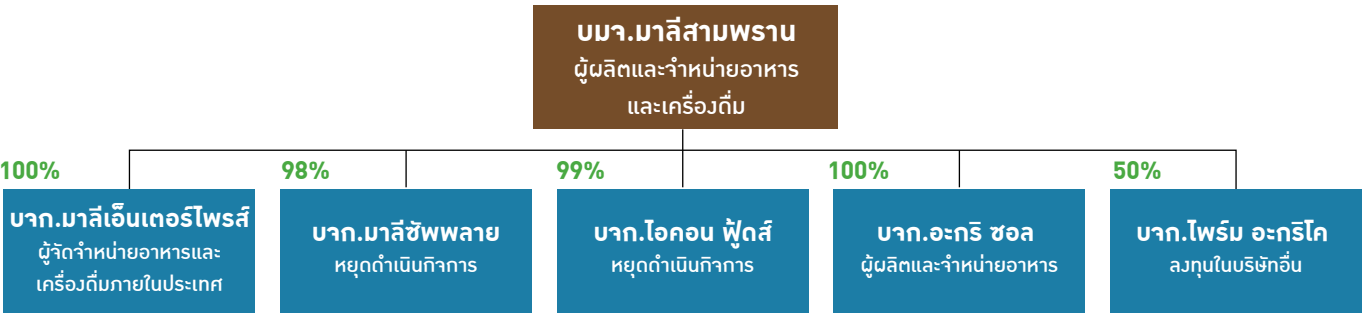 บมจ.มาลีสามพราน
ผู้ผลิตและจำหน่ายอาหาร
และเครื่องดื่ม
100%
98%
99%
100%
50%
บจก.มาลีเอ็นเตอร์ไพรส์
ผู้จัดจำหน่ายอาหารและ
เครื่องดื่มภายในประเทศ
บจก.มาลีซัพพลาย
หยุดดำเนินกิจการ
บจก.ไอคอน ฟู้ดส์
หยุดดำเนินกิจการ
บจก.อะกริ ซอล
ผู้ผลิตและจำหน่ายอาหาร
บจก.ไพร์ม อะกริโค
ลงทุนในบริษัทอื่น